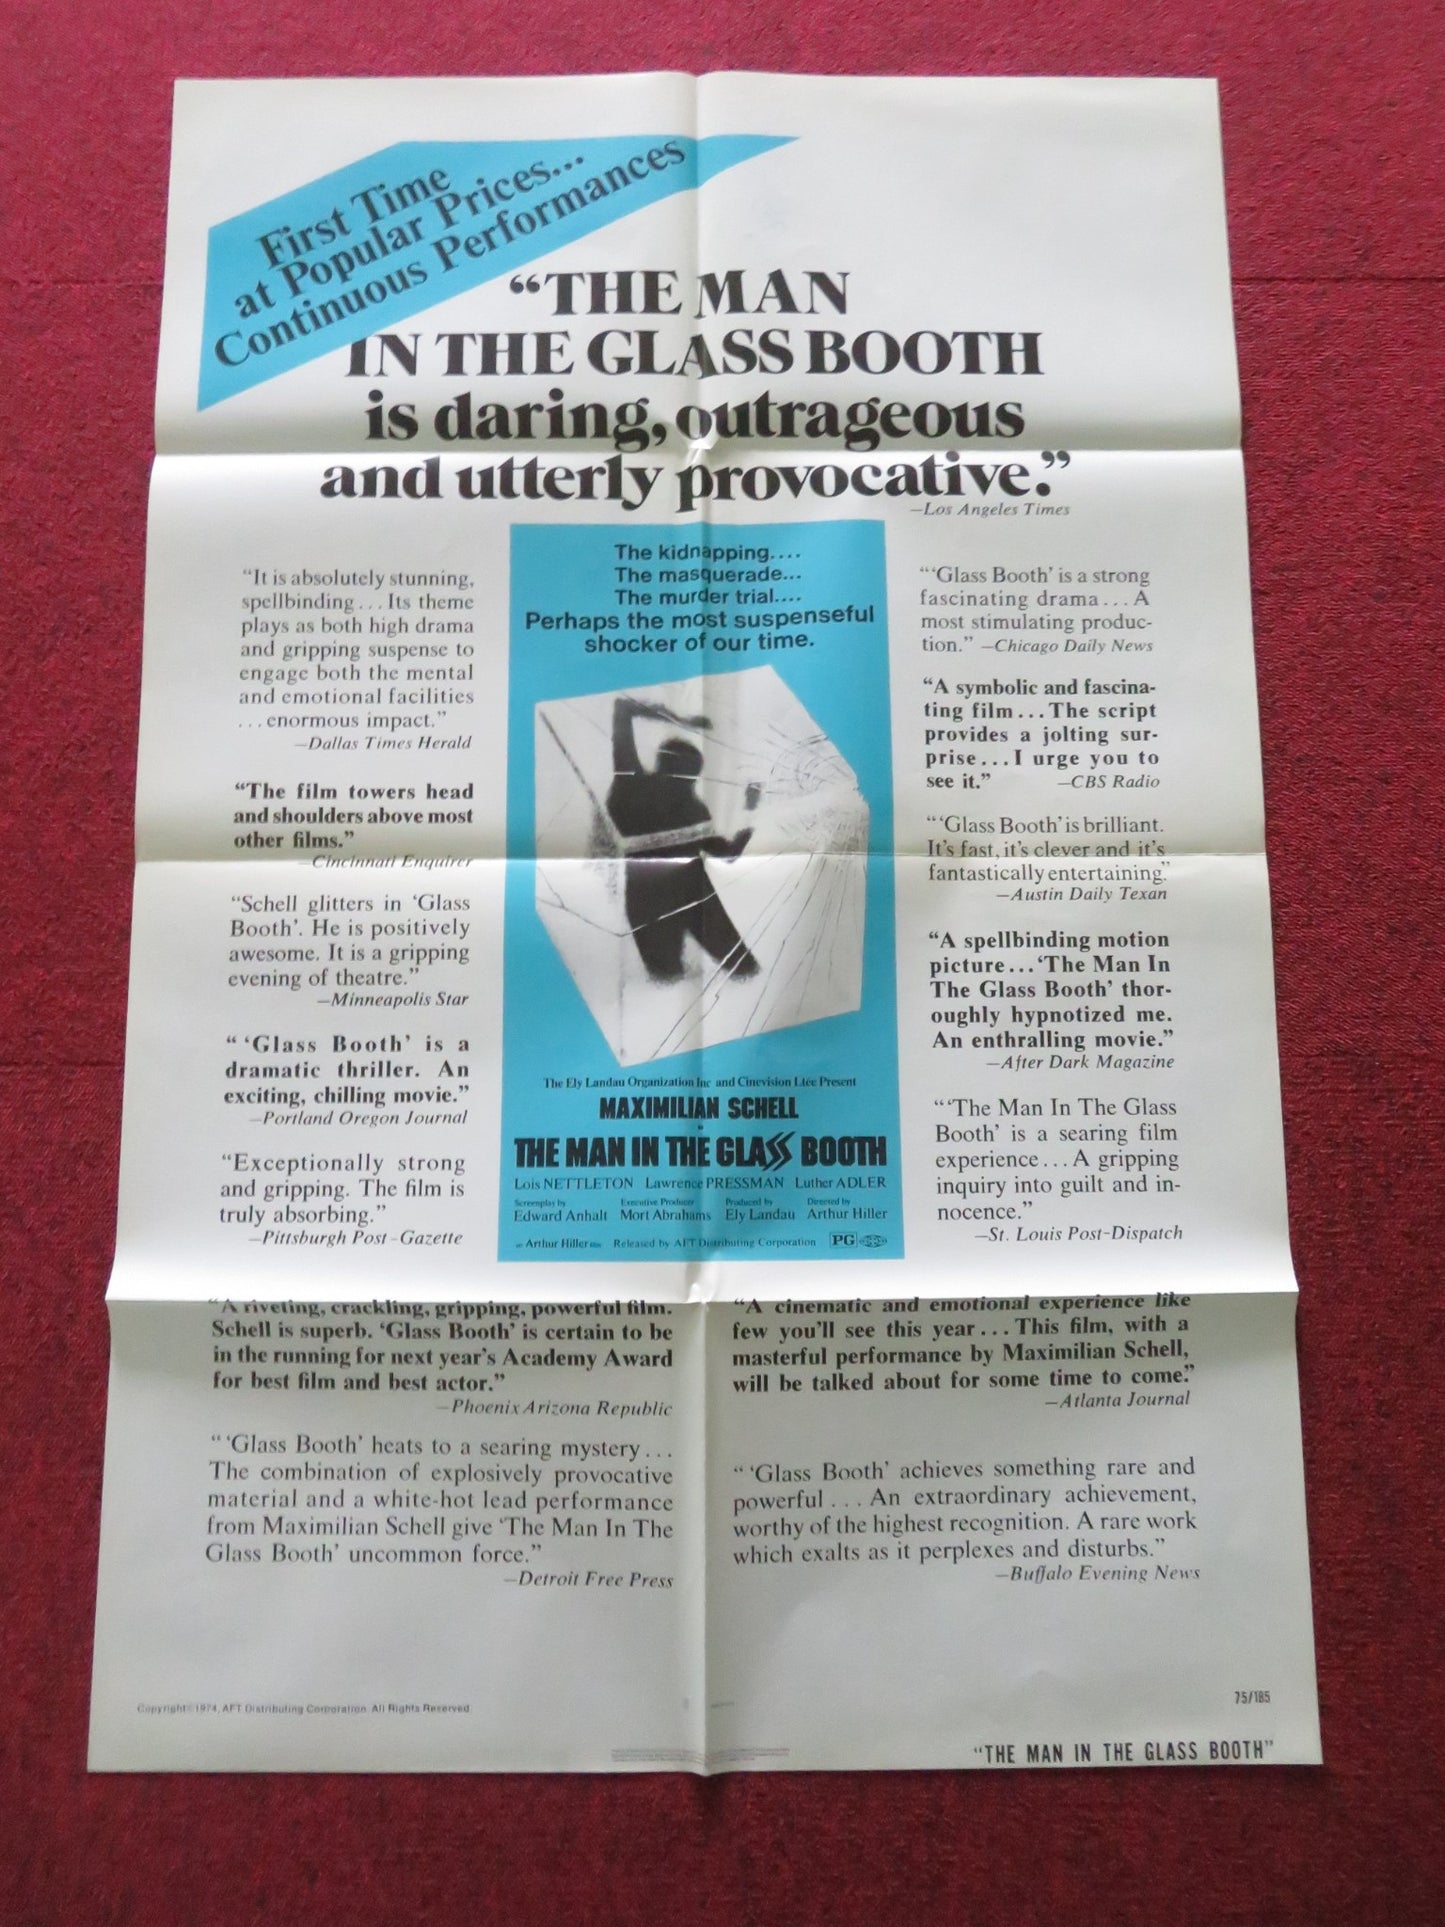 First Time
at Popular Prices...
Continuous Performances
“THE MAN
IN THE GLASS BOOTH
is daring, outrageous
and utterly provocative.”
—Los Angeles Times
“It is absolutely stunning,
spellbinding...Its theme
plays as both high drama
and gripping suspense to
engage both the mental
and emotional facilities
...enormous impact.”
—Dallas Times Herald
“The film towers head
and shoulders above most
other films.”
—Cincinnati Enquirer
“Schell glitters in ‘Glass
Booth’. He is positively
awesome. It is a gripping
evening of theatre.”
—Minneapolis Star
“ ‘Glass Booth’ is a
dramatic thriller. An
exciting, chilling movie.”
—Portland Oregon Journal
“Exceptionally strong
and gripping. The film is
truly absorbing.”
—Pittsburgh Post-Gazette
The kidnapping....
The masquerade...
The murder trial....
Perhaps the most suspenseful
shocker of our time.
The Ely Landau Organization Inc and Cinevision Ltée Present
MAXIMILIAN SCHELL
THE MAN IN THE GLASS BOOTH
Lois NETTLETON Lawrence PRESSMAN Luther ADLER
Screenplay by Executive Producer Produced by Directed by
Edward Anhalt Mort Abrahams Ely Landau Arthur Hiller
Arthur Hiller Released by AFT Distributing Corporation PG
“‘Glass Booth’ is a strong
fascinating drama...A
most stimulating produc-
tion.” —Chicago Daily News
“A symbolic and fascina-
ting film...The script
provides a jolting sur-
prise...I urge you to
see it.” —CBS Radio
“‘Glass Booth’ is brilliant.
It’s fast, it’s clever and it’s
fantastically entertaining.”
—Austin Daily Texan
“A spellbinding motion
picture...‘The Man In
The Glass Booth’ thor-
oughly hypnotized me.
An enthralling movie.”
—After Dark Magazine
“‘The Man In The Glass
Booth’ is a searing film
experience...A gripping
inquiry into guilt and in-
nocence.”
—St. Louis Post-Dispatch
“A riveting, crackling, gripping, powerful film.
Schell is superb. ‘Glass Booth’ is certain to be
in the running for next year’s Academy Award
for best film and best actor.”
—Phoenix Arizona Republic
“ ‘Glass Booth’ heats to a searing mystery...
The combination of explosively provocative
material and a white-hot lead performance
from Maximilian Schell give ‘The Man In The
Glass Booth’ uncommon force.”
—Detroit Free Press
“A cinematic and emotional experience like
few you’ll see this year...This film, with a
masterful performance by Maximilian Schell,
will be talked about for some time to come.”
—Atlanta Journal
“ ‘Glass Booth’ achieves something rare and
powerful...An extraordinary achievement,
worthy of the highest recognition. A rare work
which exalts as it perplexes and disturbs.”
—Buffalo Evening News
Copyright © 1974, AFT Distributing Corporation. All Rights Reserved.
75/185
“THE MAN IN THE GLASS BOOTH”